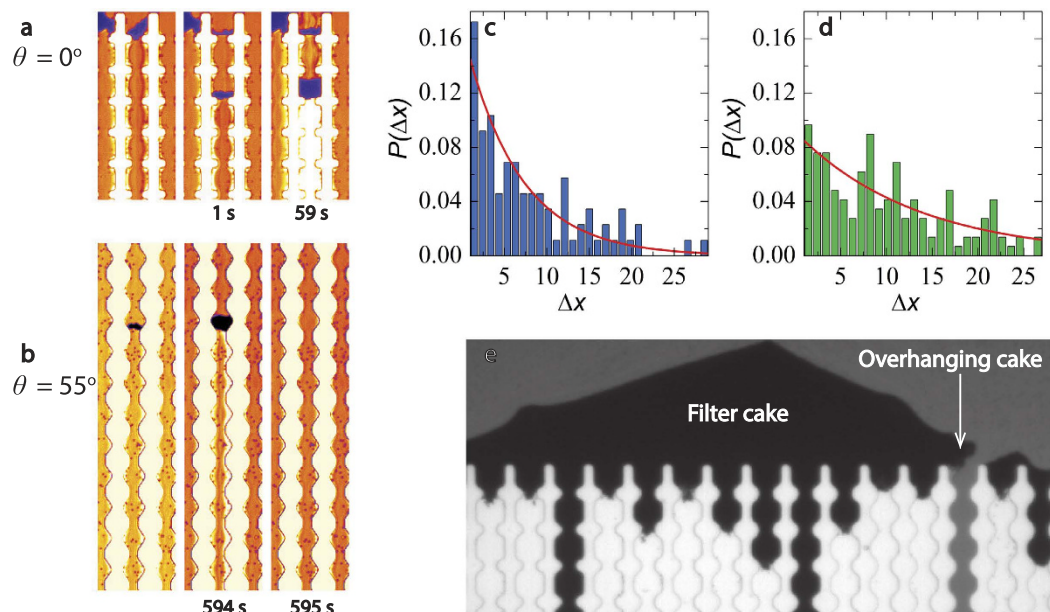 a
θ = 0º
1 s
59 s
b
θ = 55º
594 s
595 s
c
0.16
0.12
0.08
0.04
0.00
P(Δx)
5
10
15
20
25
Δx
d
0.16
0.12
0.08
0.04
0.00
P(Δx)
5
10
15
20
25
Δx
e
Overhanging cake
Filter cake